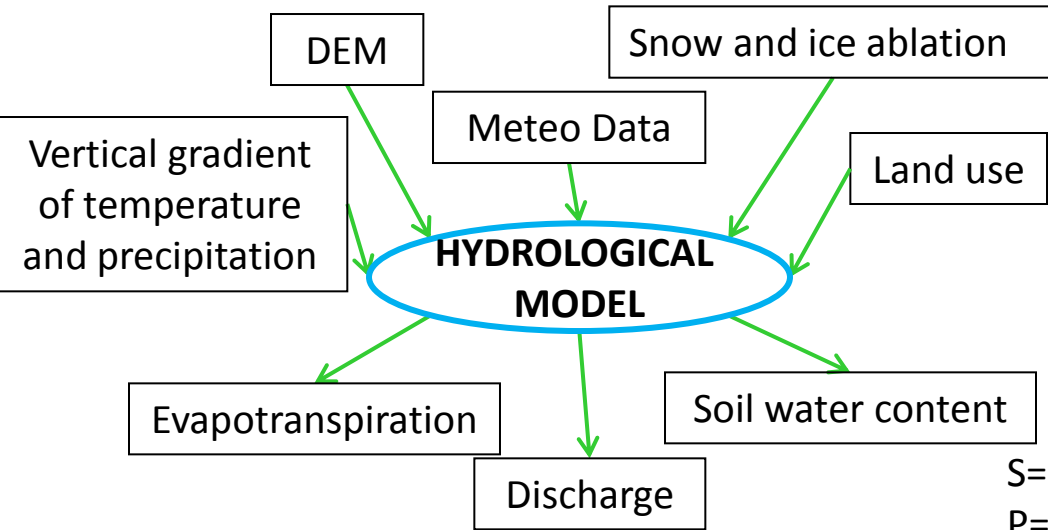 DEM
Snow and ice ablation
Meteo Data
Vertical gradient
of temperature
and precipitation
Land use
HYDROLOGICAL
MODEL
Evapotranspiration
Soil water content
Discharge
S=
P=